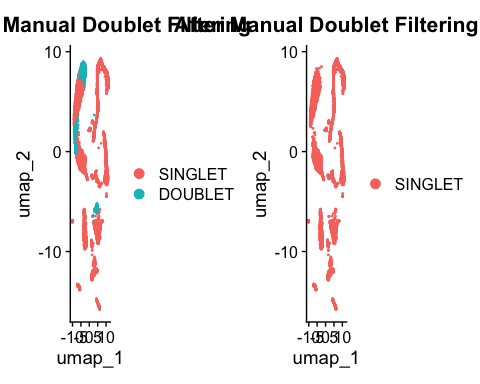 Manual Doublet Filtering
Manual Doublet Filtering
10
0
-10
umap_2
umap_1
SINGLET
DOUBLET
10
0
-10
umap_2
umap_1
SINGLET